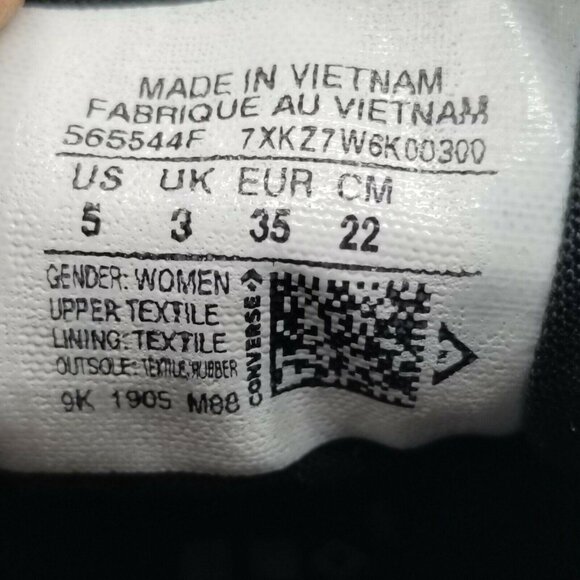 MADE IN VIETNAM
FABRIQUE AU VIETNAM
565544F 7XKZ7W6K00300
US UK EUR CM
5 3 35 22
GENDER: WOMEN
UPPER TEXTILE
LINING: TEXTILE
OUTSOLE: TEXTILE, RUBBER
9K 1905 M88
CONVERSE